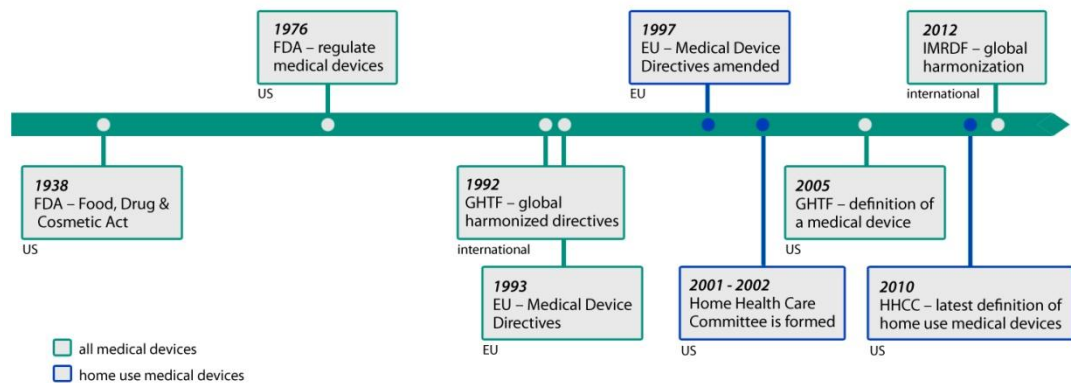 1976
FDA – regulate
medical devices
US
1997
EU – Medical Device
Directives amended
EU
2012
IMRDF – global
harmonization
international
1938
FDA – Food, Drug &
Cosmetic Act
US
1992
GHTF – global
harmonized directives
international
2005
GHTF – definition of
a medical device
US
1993
EU – Medical Device
Directives
EU
2001 - 2002
Home Health Care
Committee is formed
US
2010
HHCC – latest definition of
home use medical devices
US
all medical devices
home use medical devices